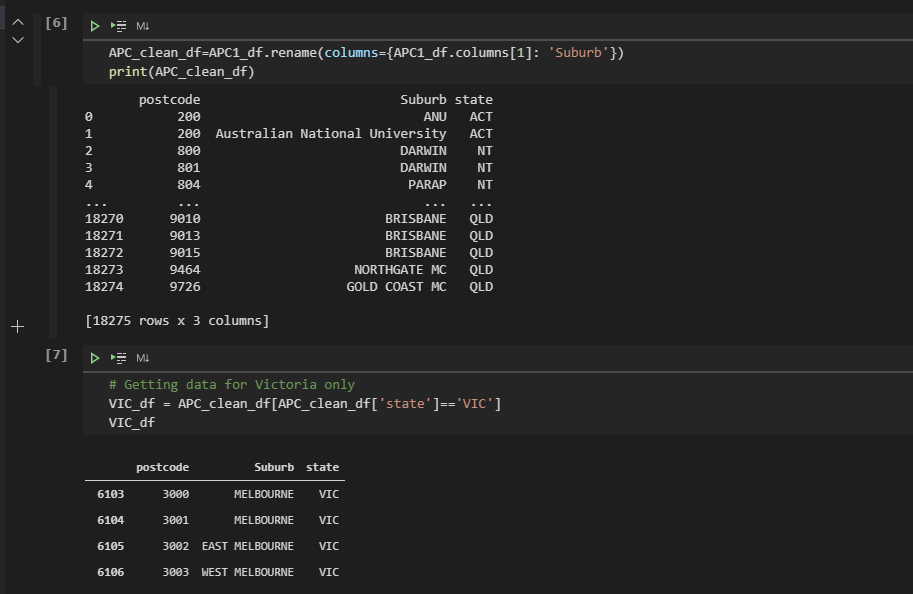 [6]
M↓
APC_clean_df=APC1_df.rename(columns={APC1_df.columns[1]: 'Suburb'})
print(APC_clean_df)
postcode Suburb state
0 200 ANU ACT
1 200 Australian National University ACT
2 800 DARWIN NT
3 801 DARWIN NT
4 804 PARAP NT
... ... ... ...
18270 9010 BRISBANE QLD
18271 9013 BRISBANE QLD
18272 9015 BRISBANE QLD
18273 9464 NORTHGATE MC QLD
18274 9726 GOLD COAST MC QLD
[18275 rows x 3 columns]
[7]
M↓
# Getting data for Victoria only
VIC_df = APC_clean_df[APC_clean_df['state']=='VIC']
VIC_df
postcode Suburb state
6103 3000 MELBOURNE VIC
6104 3001 MELBOURNE VIC
6105 3002 EAST MELBOURNE VIC
6106 3003 WEST MELBOURNE VIC